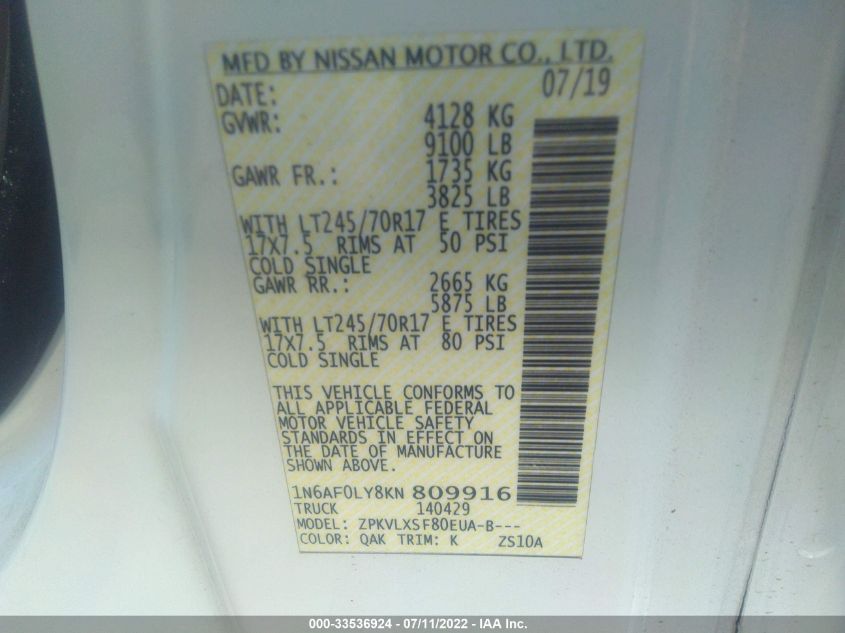 MFD BY NISSAN MOTOR CO., LTD.
DATE: 07/19
GVWR: 4128 KG
9100 LB
GAWR FR.: 1735 KG
3825 LB
WITH LT245/70R17 E TIRES
17X7.5 RIMS AT 50 PSI
COLD SINGLE
GAWR RR.: 2665 KG
5875 LB
WITH LT245/70R17 E TIRES
17X7.5 RIMS AT 80 PSI
COLD SINGLE
THIS VEHICLE CONFORMS TO
ALL APPLICABLE FEDERAL
MOTOR VEHICLE SAFETY
STANDARDS IN EFFECT ON
THE DATE OF MANUFACTURE
SHOWN ABOVE.
1N6AF0LY8KN 809916
TRUCK 140429
MODEL: ZPKVLXSF80EUA-B---
COLOR: QAK TRIM: K ZS10A
000-33536924 - 07/11/2022 - IAA Inc.